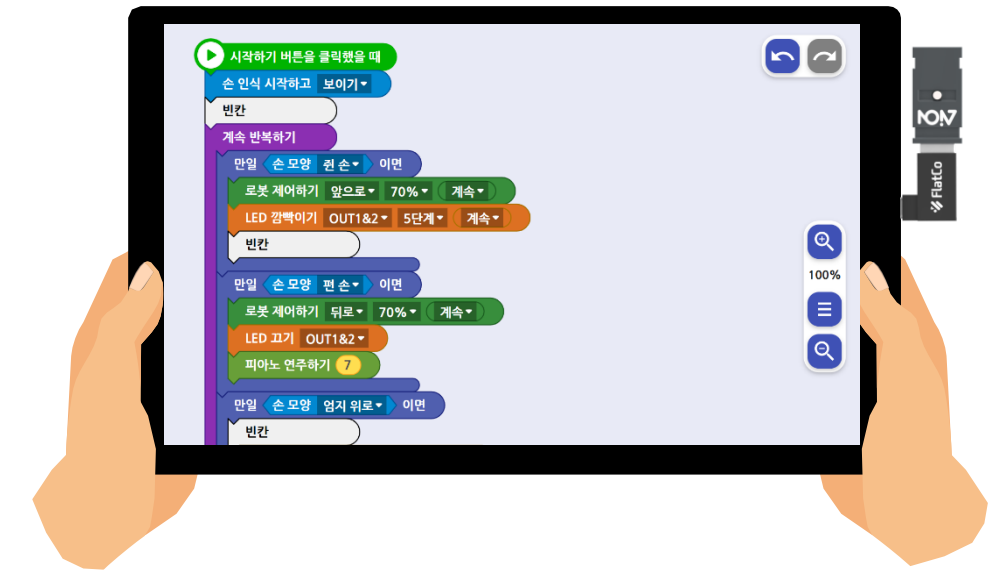 시작하기 버튼을 클릭했을 때
손 인식 시작하고 보이기
빈칸
계속 반복하기
만일 손 모양 쥔 손 이면
로봇 제어하기 앞으로 70% 계속
LED 깜빡이기 OUT1&2 5단계 계속
빈칸
만일 손 모양 편 손 이면
로봇 제어하기 뒤로 70% 계속
LED 끄기 OUT1&2
피아노 연주하기 7
만일 손 모양 엄지 위로 이면
빈칸
100%
NON7
FlatCo